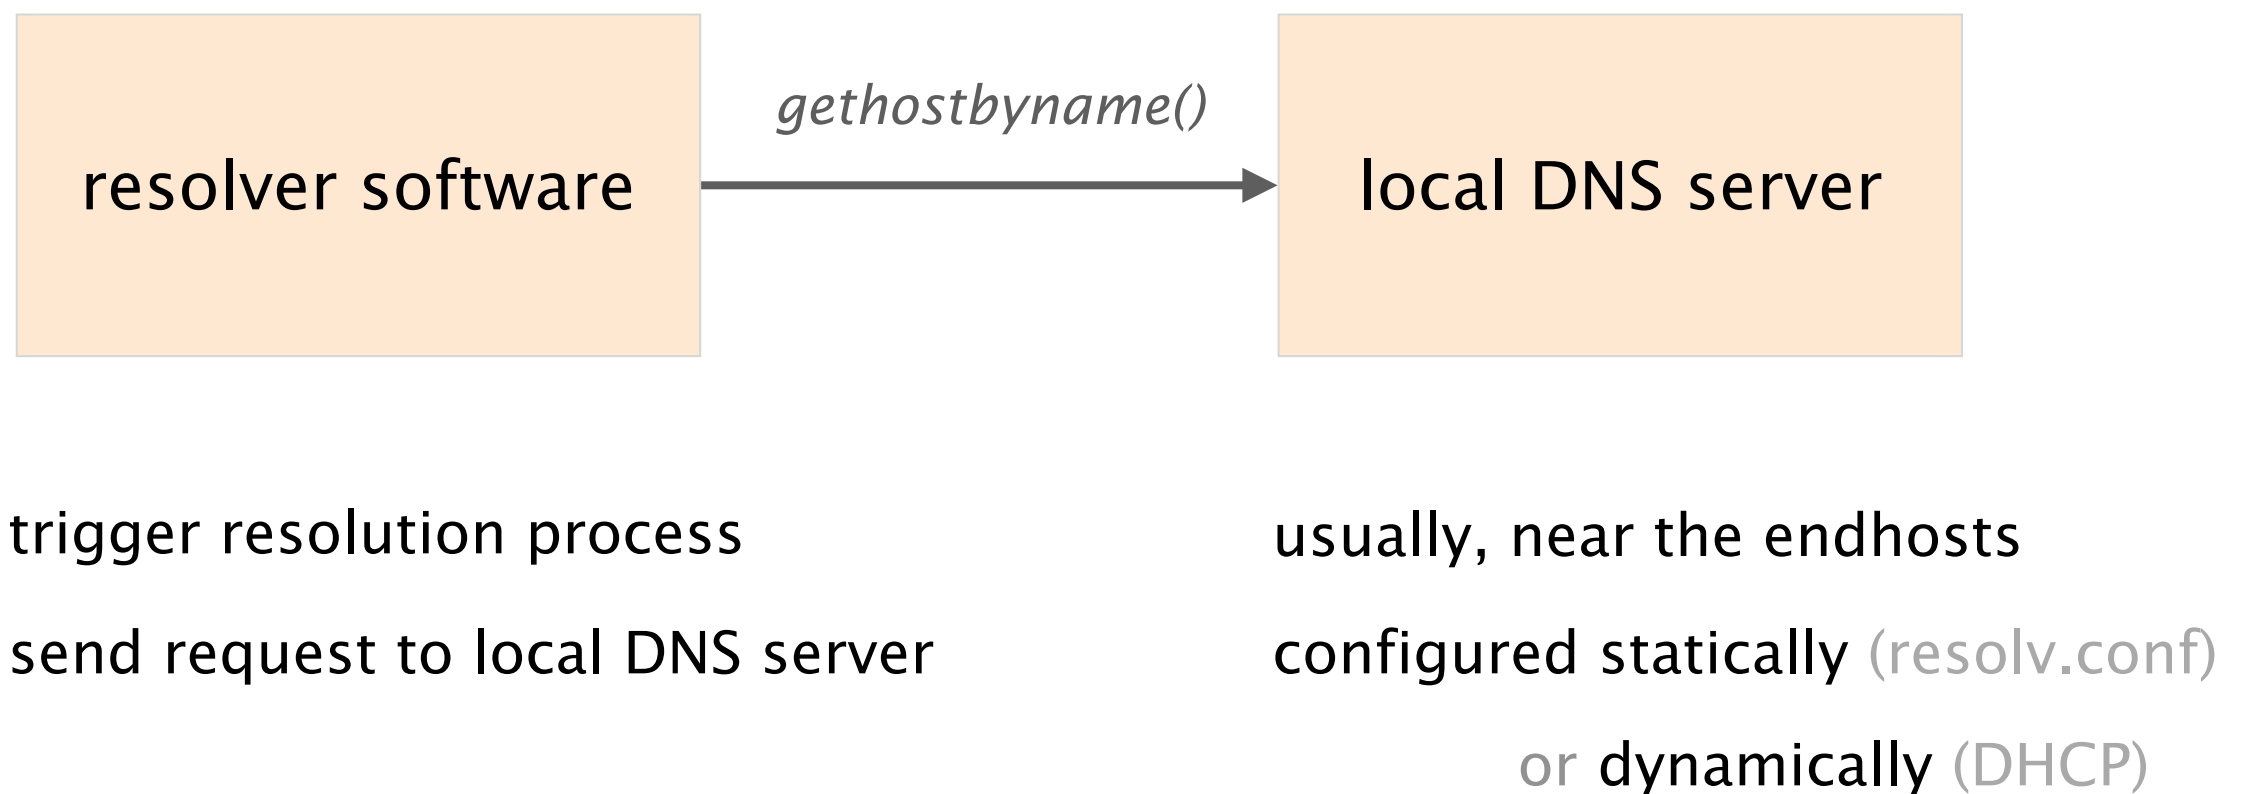 gethostbyname()
resolver software
local DNS server
trigger resolution process
send request to local DNS server
usually, near the endhosts
configured statically (resolv.conf)
or dynamically (DHCP)